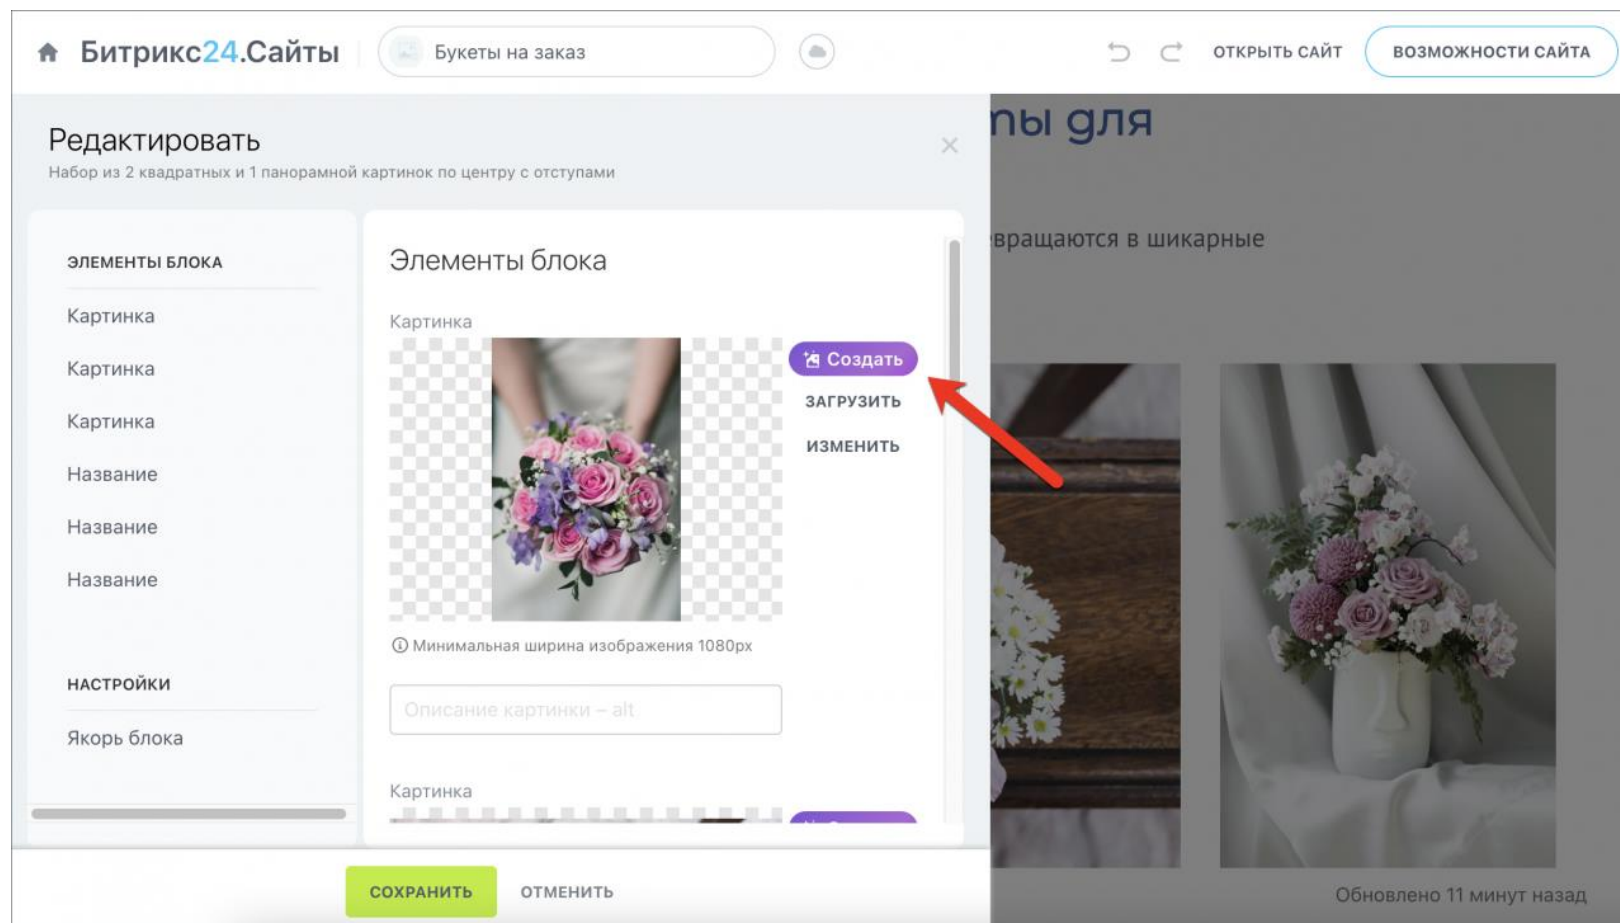 Битрикс24.Сайты
Букеты на заказ
ОТКРЫТЬ САЙТ
ВОЗМОЖНОСТИ САЙТА
Редактировать
Набор из 2 квадратных и 1 панорамной картинок по центру с отступами
ЭЛЕМЕНТЫ БЛОКА
Картинка
Картинка
Картинка
Название
Название
Название
НАСТРОЙКИ
Якорь блока
Элементы блока
Картинка
Создать
ЗАГРУЗИТЬ
ИЗМЕНИТЬ
Минимальная ширина изображения 1080px
Описание картинки – alt
Картинка
СОХРАНИТЬ
ОТМЕНИТЬ
ты для
вращаются в шикарные
Обновлено 11 минут назад